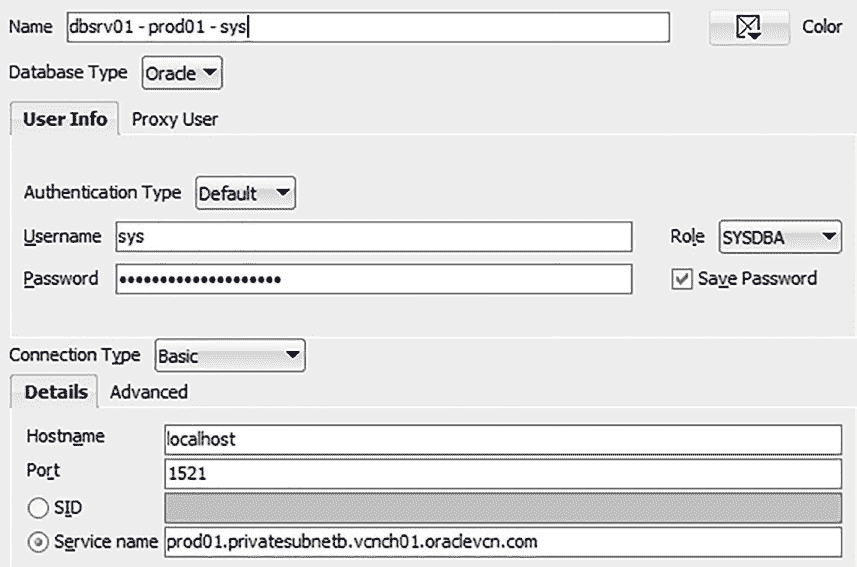 Name dbsrv01 - prod01 - sys Color
Database Type Oracle
User Info Proxy User
Authentication Type Default
Username sys Role SYSDBA
Password •••••••••••••••••••• Save Password
Connection Type Basic
Details Advanced
Hostname localhost
Port 1521
SID
Service name prod01.privatesubnetb.vcnch01.oraclevcn.com